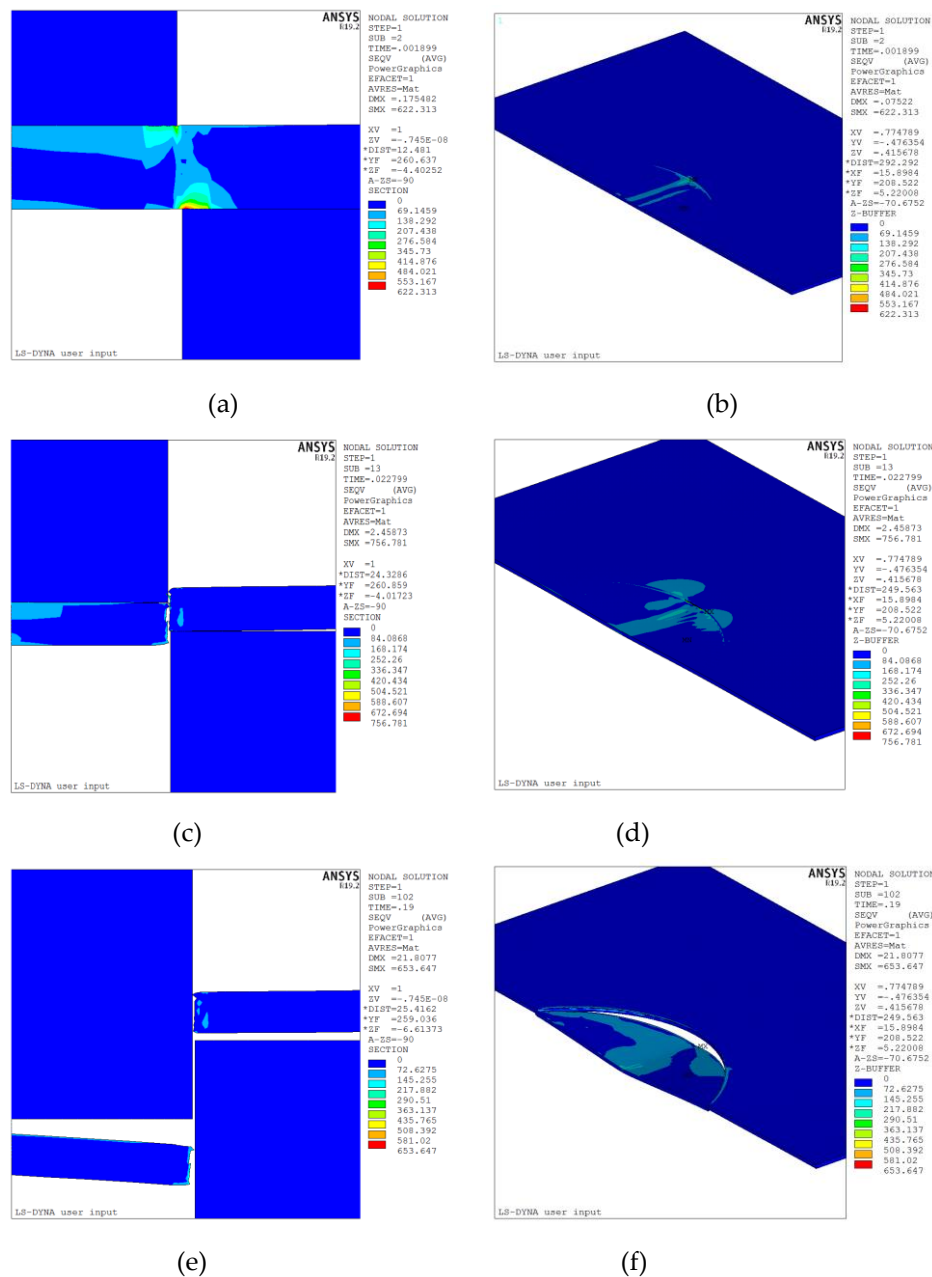 ANSYS
R19.2
NODAL SOLUTION
STEP=1
SUB =2
TIME=.001899
SEQV (AVG)
PowerGraphics
EFACET=1
AVRES=Mat
DMX =.175482
SMX =622.313
XV =1
ZV =-.745E-08
*DIST=12.481
*YF =260.637
*ZF =-4.40252
A-ZS=-90
SECTION
0
69.1459
138.292
207.438
276.584
345.73
414.876
484.021
553.167
622.313
LS-DYNA user input
(a)
1
ANSYS
R19.2
NODAL SOLUTION
STEP=1
SUB =2
TIME=.001899
SEQV (AVG)
PowerGraphics
EFACET=1
AVRES=Mat
DMX =.07522
SMX =622.313
XV =.774789
YV =-.476354
ZV =.415678
*DIST=292.292
*XF =15.8984
*YF =208.522
*ZF =5.22008
A-ZS=-70.6752
Z-BUFFER
0
69.1459
138.292
207.438
276.584
345.73
414.876
484.021
553.167
622.313
LS-DYNA user input
(b)
ANSYS
R19.2
NODAL SOLUTION
STEP=1
SUB =13
TIME=.022799
SEQV (AVG)
PowerGraphics
EFACET=1
AVRES=Mat
DMX =2.45873
SMX =756.781
XV =1
*DIST=24.3286
*YF =260.859
*ZF =-4.01723
A-ZS=-90
SECTION
0
84.0868
168.174
252.26
336.347
420.434
504.521
588.607
672.694
756.781
LS-DYNA user input
(c)
ANSYS
R19.2
NODAL SOLUTION
STEP=1
SUB =13
TIME=.022799
SEQV (AVG)
PowerGraphics
EFACET=1
AVRES=Mat
DMX =2.45873
SMX =756.781
XV =.774789
YV =-.476354
ZV =.415678
*DIST=249.563
*XF =15.8984
*YF =208.522
*ZF =5.22008
A-ZS=-70.6752
Z-BUFFER
0
84.0868
168.174
252.26
336.347
420.434
504.521
588.607
672.694
756.781
LS-DYNA user input
(d)
ANSYS
R19.2
NODAL SOLUTION
STEP=1
SUB =102
TIME=.19
SEQV (AVG)
PowerGraphics
EFACET=1
AVRES=Mat
DMX =21.8077
SMX =653.647
XV =1
ZV =-.745E-08
*DIST=25.4162
*YF =259.036
*ZF =-6.61373
A-ZS=-90
SECTION
0
72.6275
145.255
217.882
290.51
363.137
435.765
508.392
581.02
653.647
LS-DYNA user input
(e)
ANSYS
R19.2
MX
NODAL SOLUTION
STEP=1
SUB =102
TIME=.19
SEQV (AVG)
PowerGraphics
EFACET=1
AVRES=Mat
DMX =21.8077
SMX =653.647
XV =.774789
YV =-.476354
ZV =.415678
*DIST=249.563
*XF =15.8984
*YF =208.522
*ZF =5.22008
A-ZS=-70.6752
Z-BUFFER
0
72.6275
145.255
217.882
290.51
363.137
435.765
508.392
581.02
653.647
LS-DYNA user input
(f)